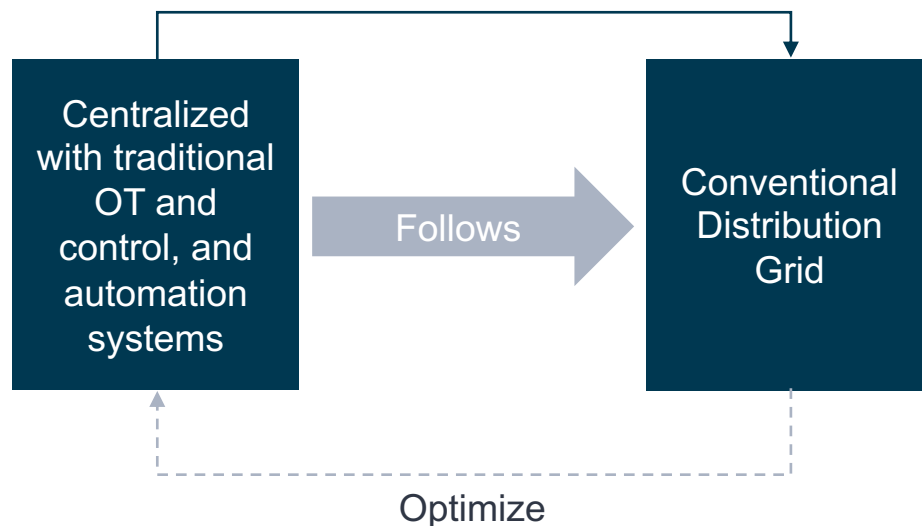 Centralized
with traditional
OT and
control, and
automation
systems
Follows
Conventional
Distribution
Grid
Optimize